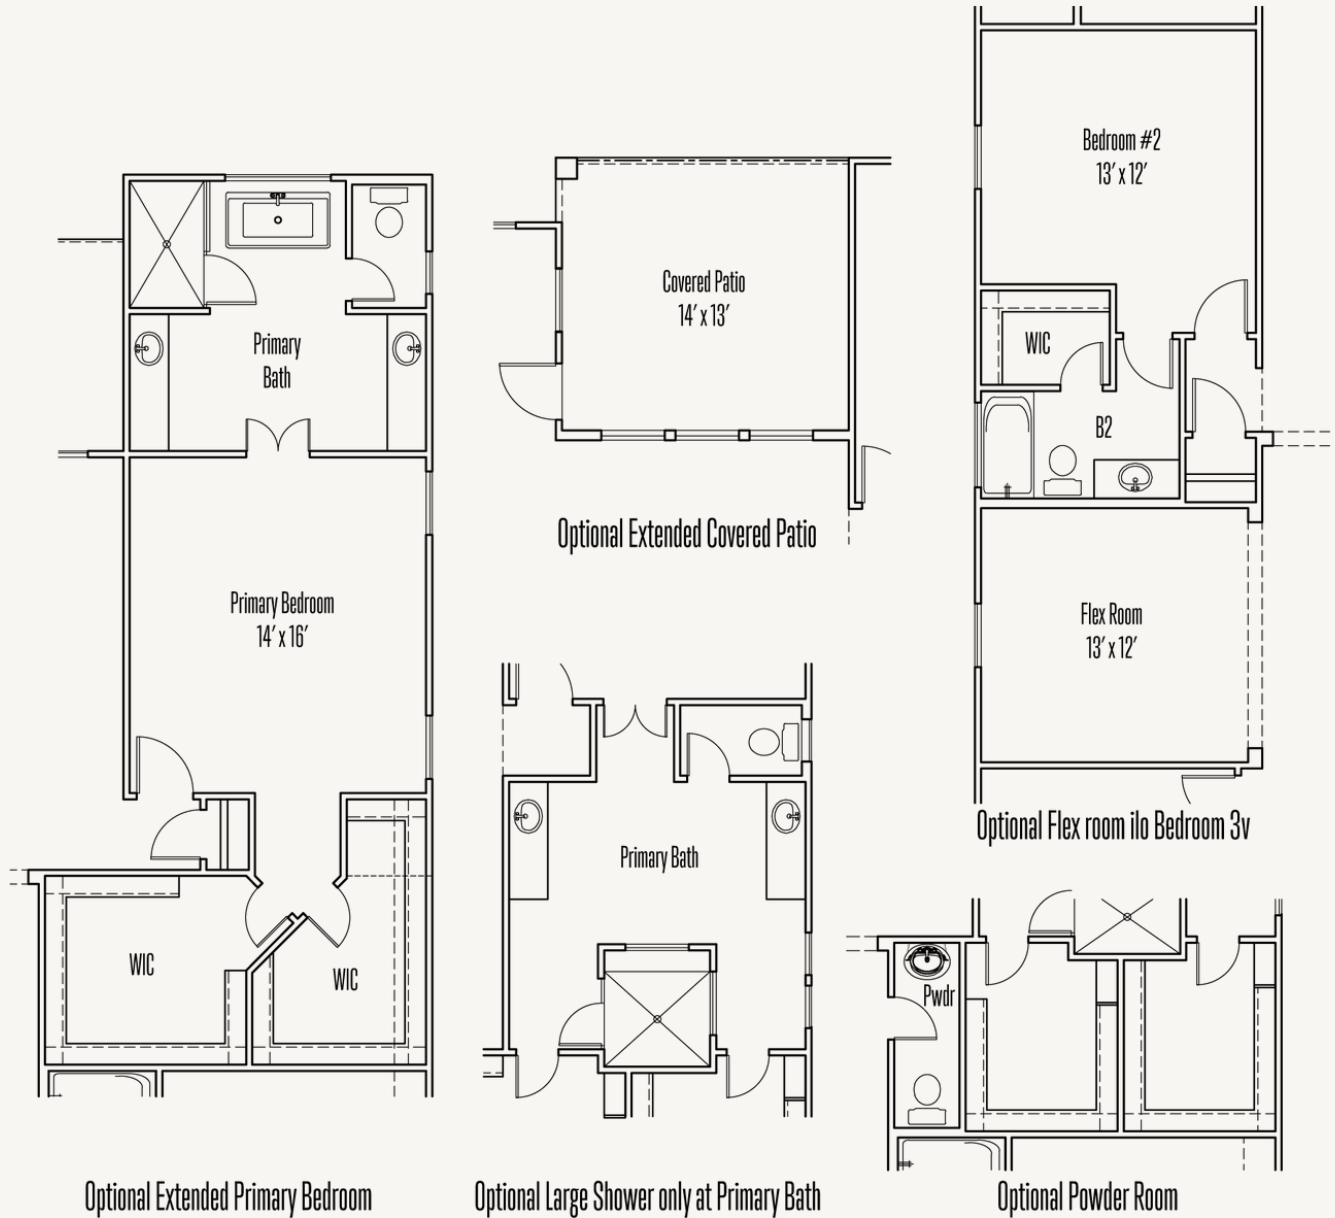 Primary
Bath
Primary Bedroom
14' x 16'
WIC
WIC
Optional Extended Primary Bedroom
Covered Patio
14' x 13'
Optional Extended Covered Patio
Primary Bath
Optional Large Shower only at Primary Bath
Bedroom #2
13' x 12'
WIC
B2
Flex Room
13' x 12'
Optional Flex room ilo Bedroom 3v
Pwdr
Optional Powder Room